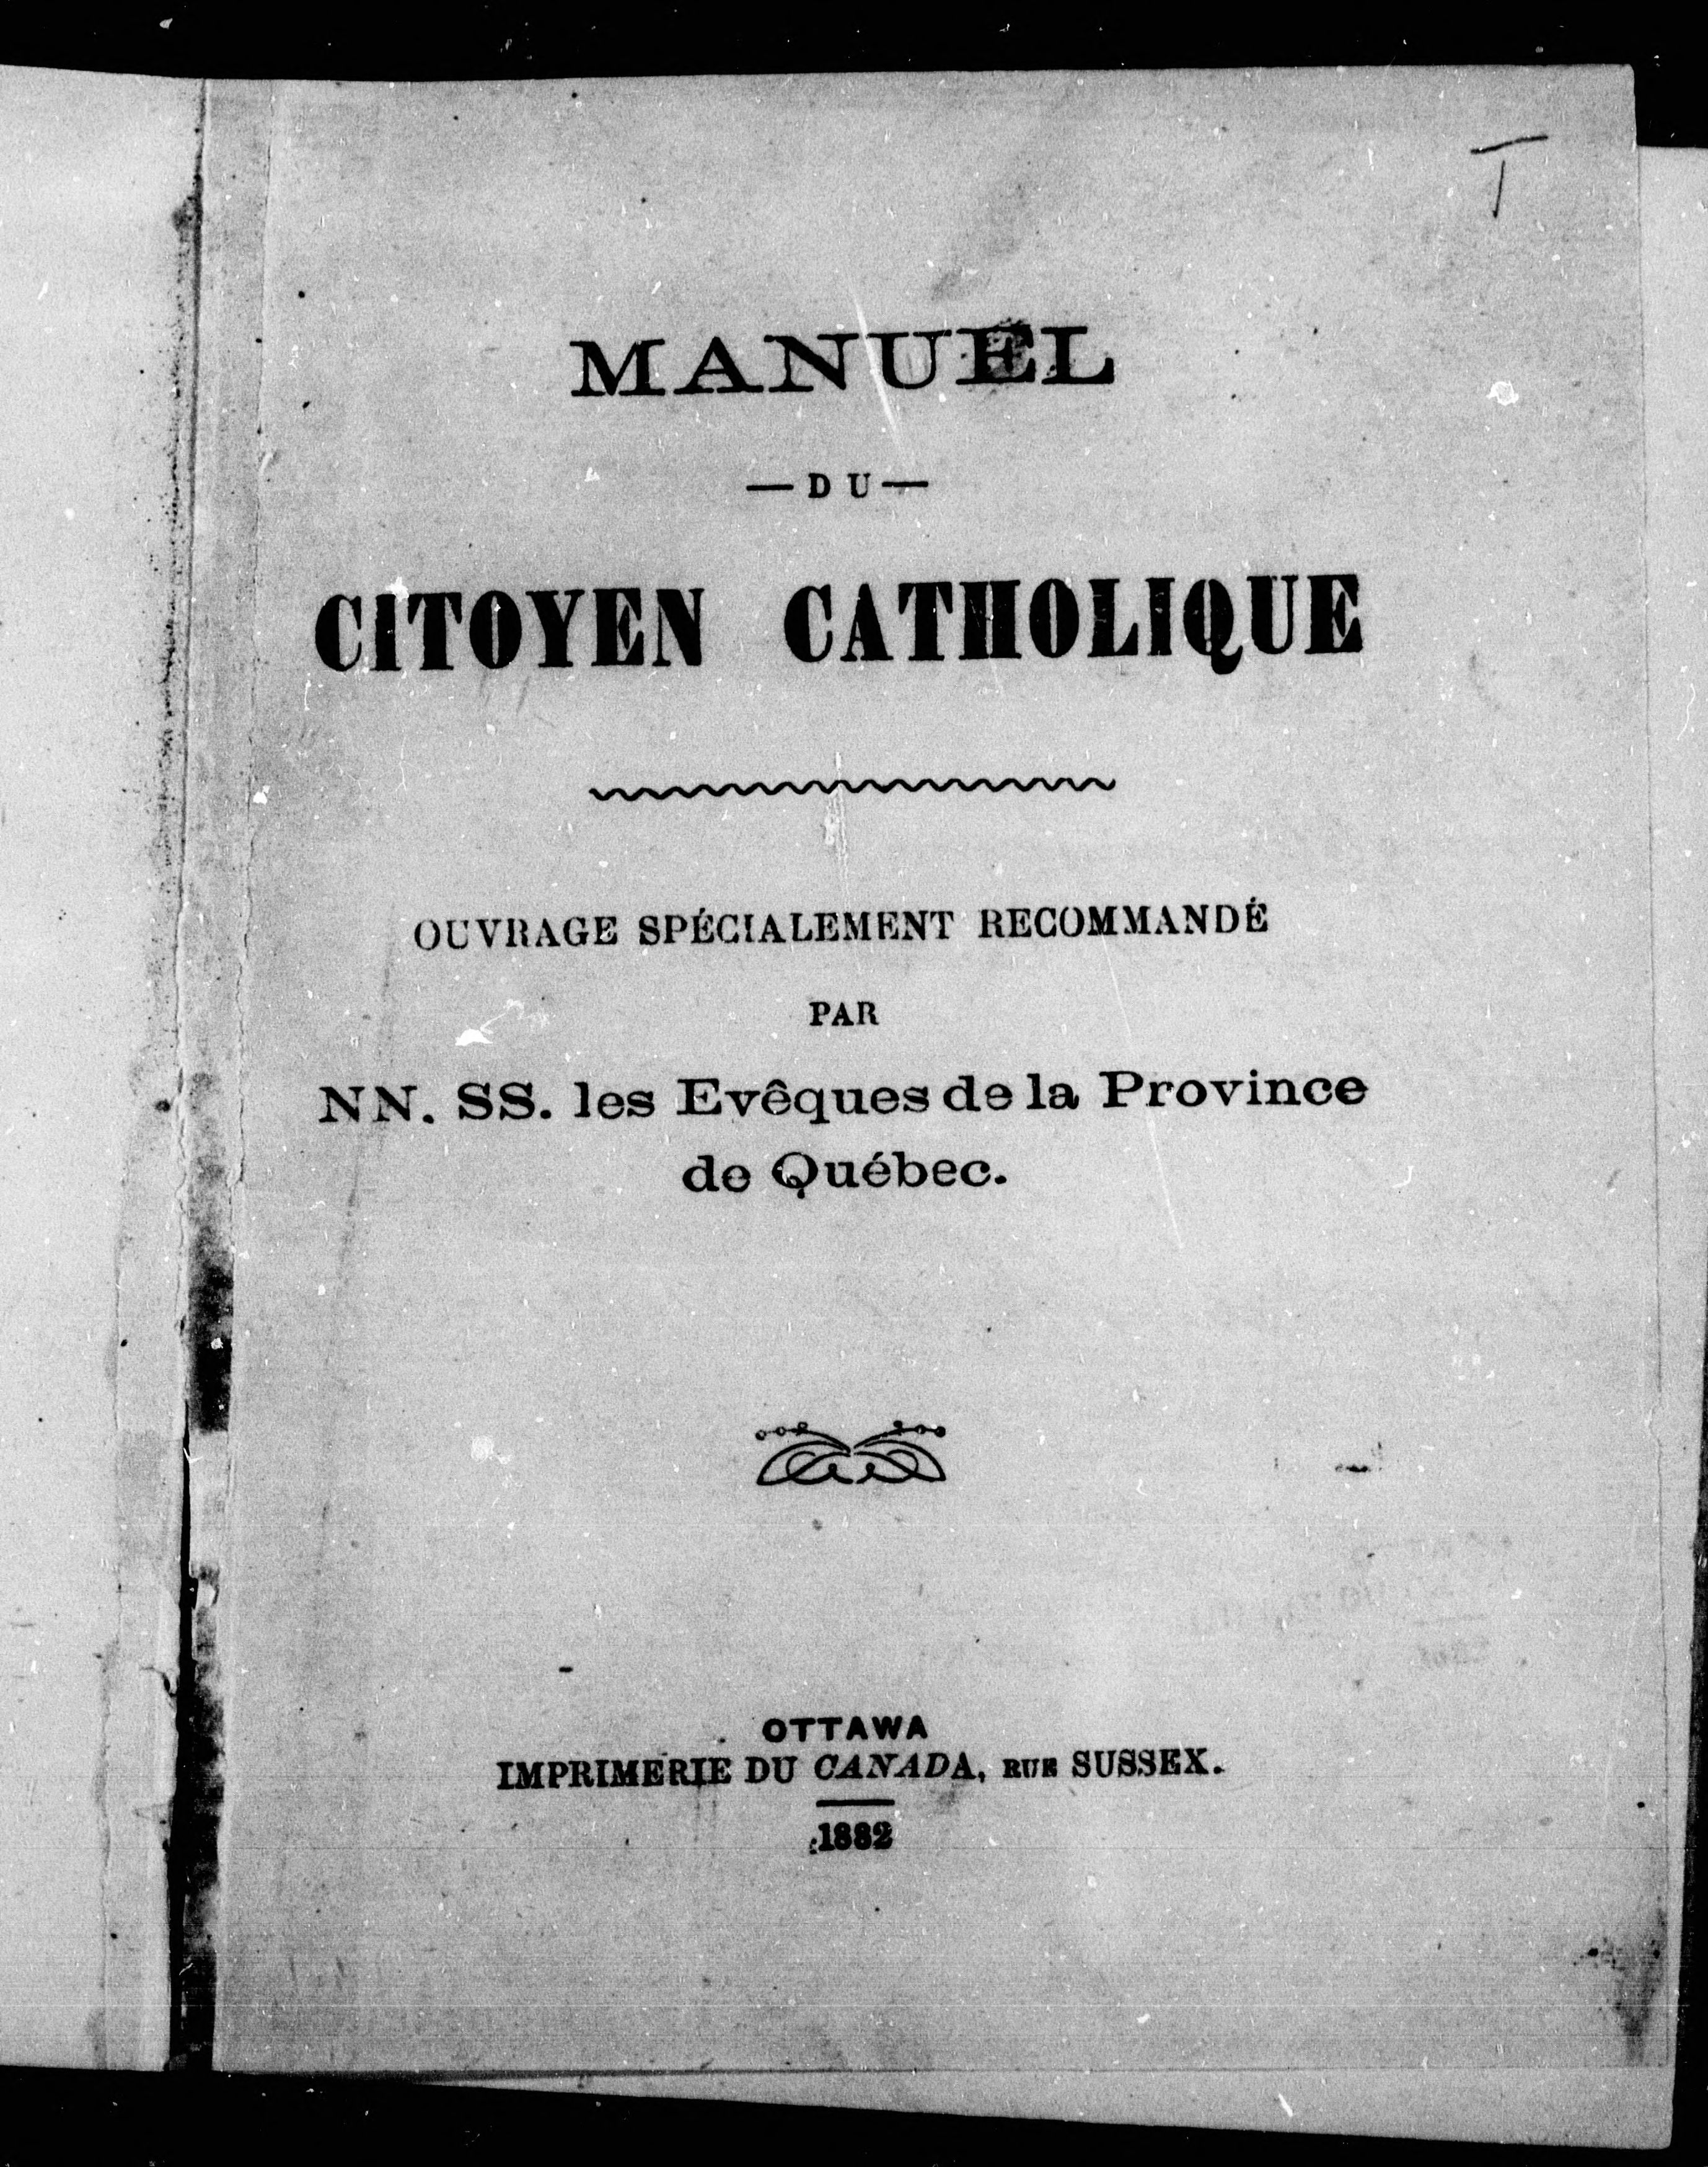 T
MANUEL
— DU —
CITOYEN CATHOLIQUE
OUVRAGE SPÉCIALEMENT RECOMMANDÉ
PAR
NN. SS. les Evêques de la Province
de Québec.
OTTAWA
IMPRIMERIE DU CANADA, RUE SUSSEX.
1882